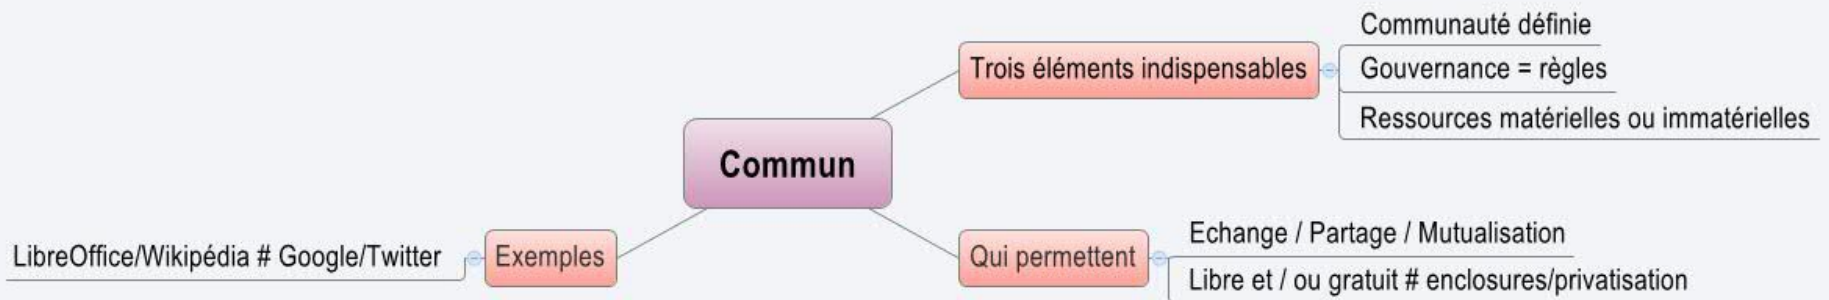 Commun
Trois éléments indispensables
Communauté définie
Gouvernance = règles
Ressources matérielles ou immatérielles
Qui permettent
Echange / Partage / Mutualisation
Libre et / ou gratuit # enclosures/privatisation
Exemples
LibreOffice/Wikipédia # Google/Twitter